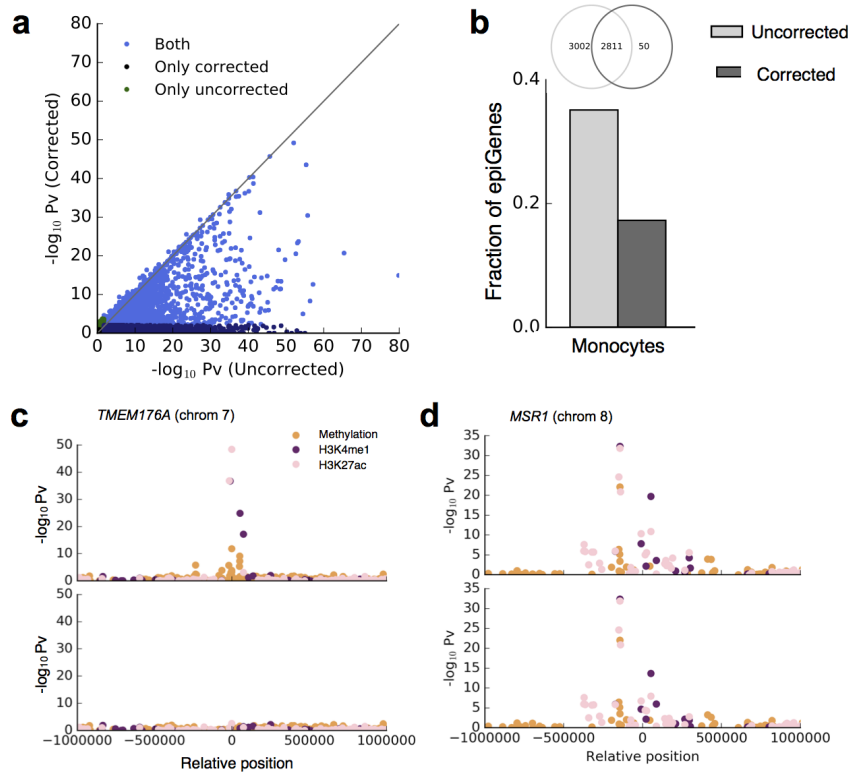 a
80
70
60
50
40
30
20
10
0
-log10 Pv (Corrected)
Both
Only corrected
Only uncorrected
0 10 20 30 40 50 60 70 80
-log10 Pv (Uncorrected)
b
3002 2811 50
Uncorrected
Corrected
0.4
0.2
0.0
Fraction of epiGenes
Monocytes
c
TMEM176A (chrom 7)
Methylation
H3K4me1
H3K27ac
50
40
30
20
10
0
-log10 Pv
50
40
30
20
10
0
-log10 Pv
−1000000 −500000 0 500000 1000000
Relative position
d
MSR1 (chrom 8)
35
30
25
20
15
10
5
0
-log10 Pv
35
30
25
20
15
10
5
0
-log10 Pv
−1000000 −500000 0 500000 1000000
Relative position